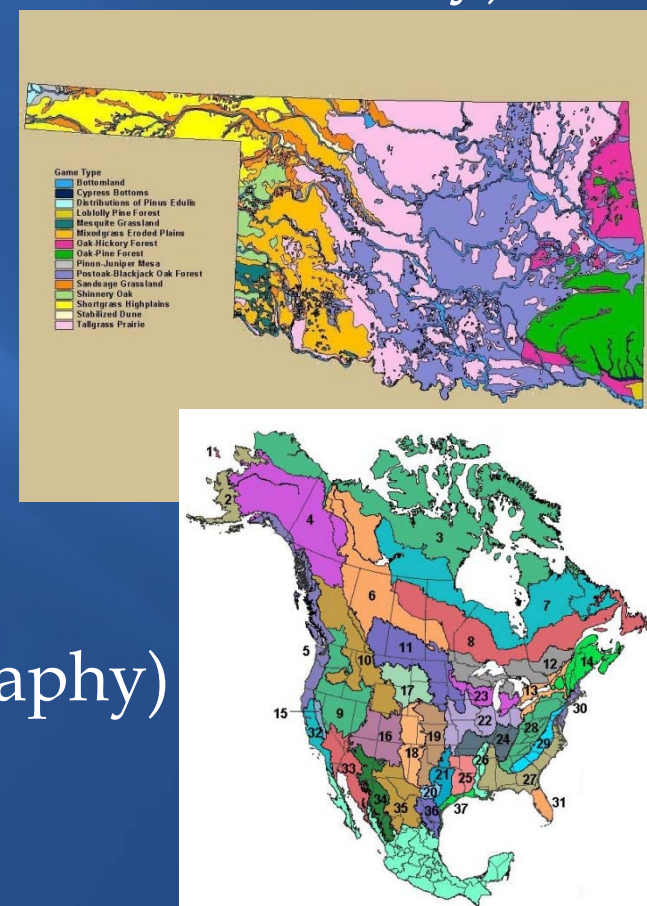 Game Type
Bottomland
Cypress Bottoms
Distributions of Pinus Edulis
Loblolly Pine Forest
Mesquite Grassland
Mixedgrass Eroded Plains
Oak-Hickory Forest
Oak-Pine Forest
Pinon-Juniper Mesa
Postoak-Blackjack Oak Forest
Sandsage Grassland
Shinnery Oak
Shortgrass Highplains
Stabilized Dune
Tallgrass Prairie
aphy)
1
2
4
3
6
7
8
5
10
11
12
14
17
23
13
15
9
30
22
28
32
16
18
19
24
29
33
26
21
25
27
20
34
35
36
37
31